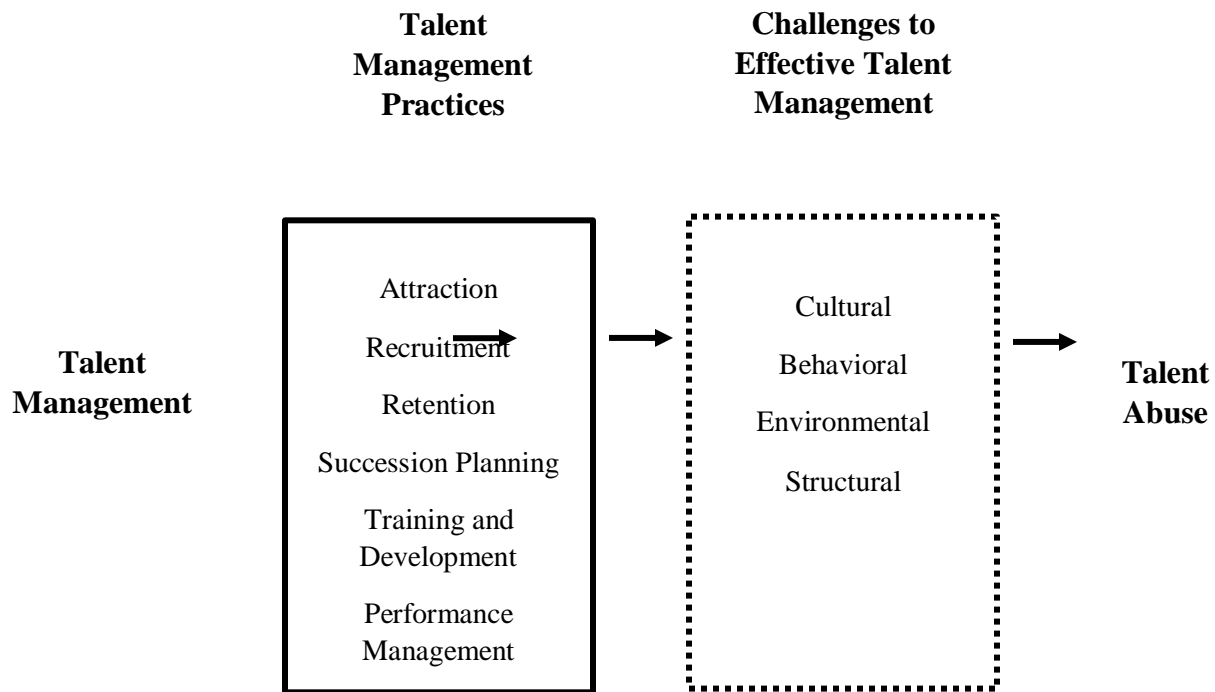 Talent
Management
Practices
Challenges to
Effective Talent
Management
Talent
Management
Attraction
Recruitment
Retention
Succession Planning
Training and
Development
Performance
Management
Cultural
Behavioral
Environmental
Structural
Talent
Abuse